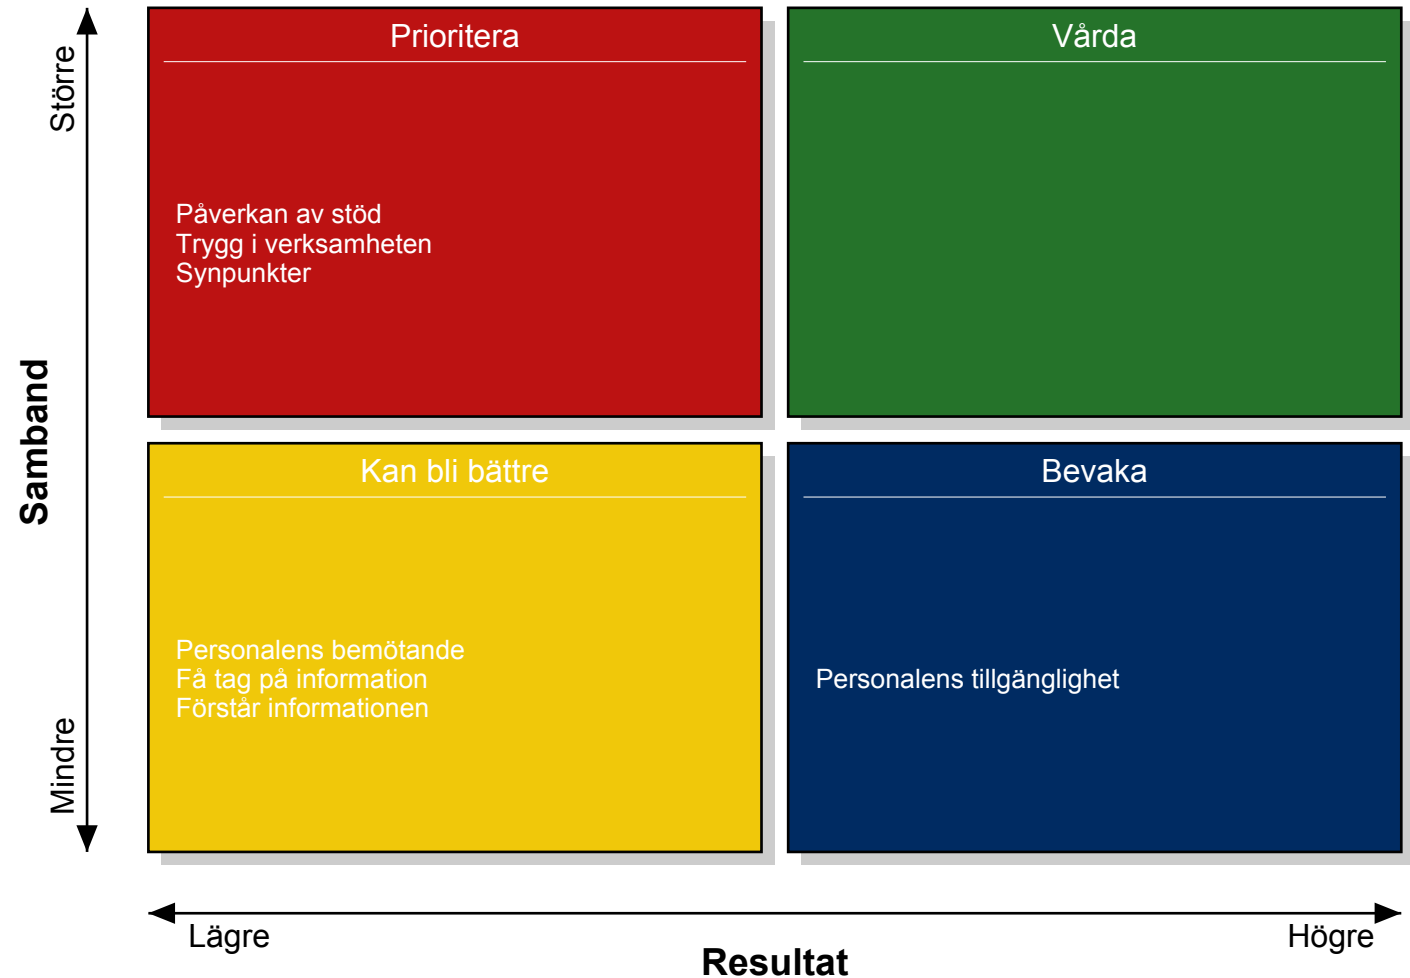 Större
Mindre
Samband
Prioritera
Påverkan av stöd
Trygg i verksamheten
Synpunkter
Vårda
Kan bli bättre
Personalens bemötande
Få tag på information
Förstår informationen
Bevaka
Personalens tillgänglighet
Lägre
Högre
Resultat